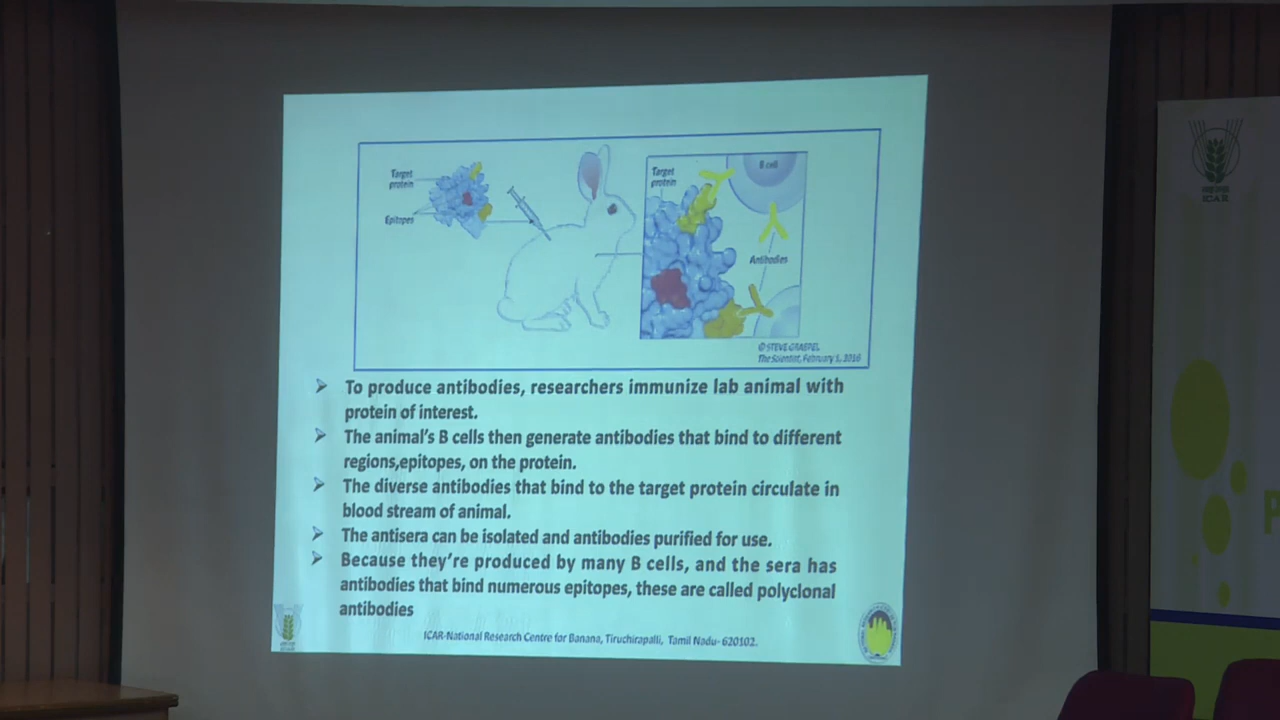 Target
protein
Epitopes
Target
protein
B cell
Antibodies
© STEVE GRAEPEL
The Scientist, February 1, 2016
➢ To produce antibodies, researchers immunize lab animal with
protein of interest.
➢ The animal's B cells then generate antibodies that bind to different
regions,epitopes, on the protein.
➢ The diverse antibodies that bind to the target protein circulate in
blood stream of animal.
➢ The antisera can be isolated and antibodies purified for use.
➢ Because they're produced by many B cells, and the sera has
antibodies that bind numerous epitopes, these are called polyclonal
antibodies
ICAR-National Research Centre for Banana, Tiruchirapalli, Tamil Nadu- 620102.
ICAR